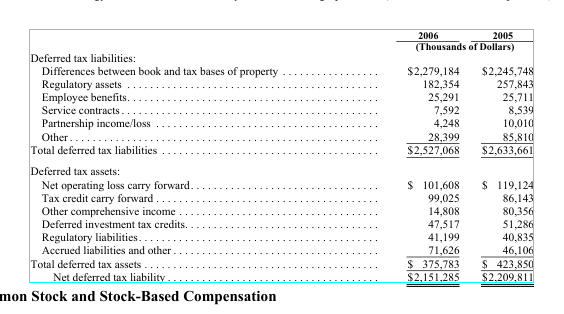 2006 2005
(Thousands of Dollars)
Deferred tax liabilities:
Differences between book and tax bases of property . . . . . . . . . . . . . . . . . $2,279,184 $2,245,748
Regulatory assets . . . . . . . . . . . . . . . . . . . . . . . . . . . . . . . . . . . . . . . . . 182,354 257,843
Employee benefits. . . . . . . . . . . . . . . . . . . . . . . . . . . . . . . . . . . . . . . . . 25,291 25,711
Service contracts . . . . . . . . . . . . . . . . . . . . . . . . . . . . . . . . . . . . . . . . . . 7,592 8,539
Partnership income/loss . . . . . . . . . . . . . . . . . . . . . . . . . . . . . . . . . . . . 4,248 10,010
Other . . . . . . . . . . . . . . . . . . . . . . . . . . . . . . . . . . . . . . . . . . . . . . . . . . . 28,399 85,810
Total deferred tax liabilities . . . . . . . . . . . . . . . . . . . . . . . . . . . . . . . . . . . $2,527,068 $2,633,661
Deferred tax assets:
Net operating loss carry forward. . . . . . . . . . . . . . . . . . . . . . . . . . . . . . $ 101,608 $ 119,124
Tax credit carry forward . . . . . . . . . . . . . . . . . . . . . . . . . . . . . . . . . . . . 99,025 86,143
Other comprehensive income . . . . . . . . . . . . . . . . . . . . . . . . . . . . . . . . 14,808 80,356
Deferred investment tax credits. . . . . . . . . . . . . . . . . . . . . . . . . . . . . . . 47,517 51,286
Regulatory liabilities. . . . . . . . . . . . . . . . . . . . . . . . . . . . . . . . . . . . . . . 41,199 40,835
Accrued liabilities and other . . . . . . . . . . . . . . . . . . . . . . . . . . . . . . . . . 71,626 46,106
Total deferred tax assets . . . . . . . . . . . . . . . . . . . . . . . . . . . . . . . . . . . . . $ 375,783 $ 423,850
Net deferred tax liability . . . . . . . . . . . . . . . . . . . . . . . . . . . . . . . . . . $2,151,285 $2,209,811
mon Stock and Stock-Based Compensation